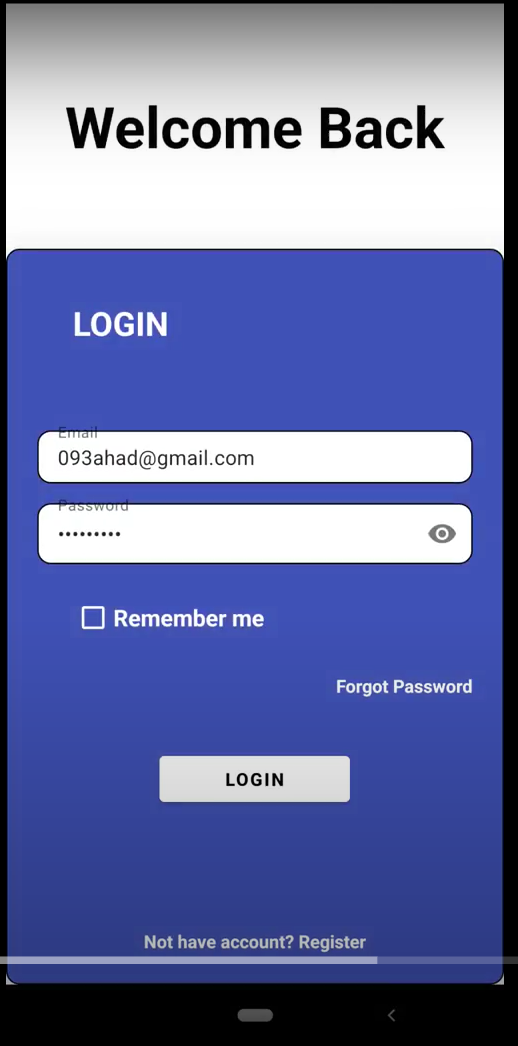 Welcome Back
LOGIN
Email
093ahad@gmail.com
Password
•••••••••
Remember me
Forgot Password
LOGIN
Not have account? Register